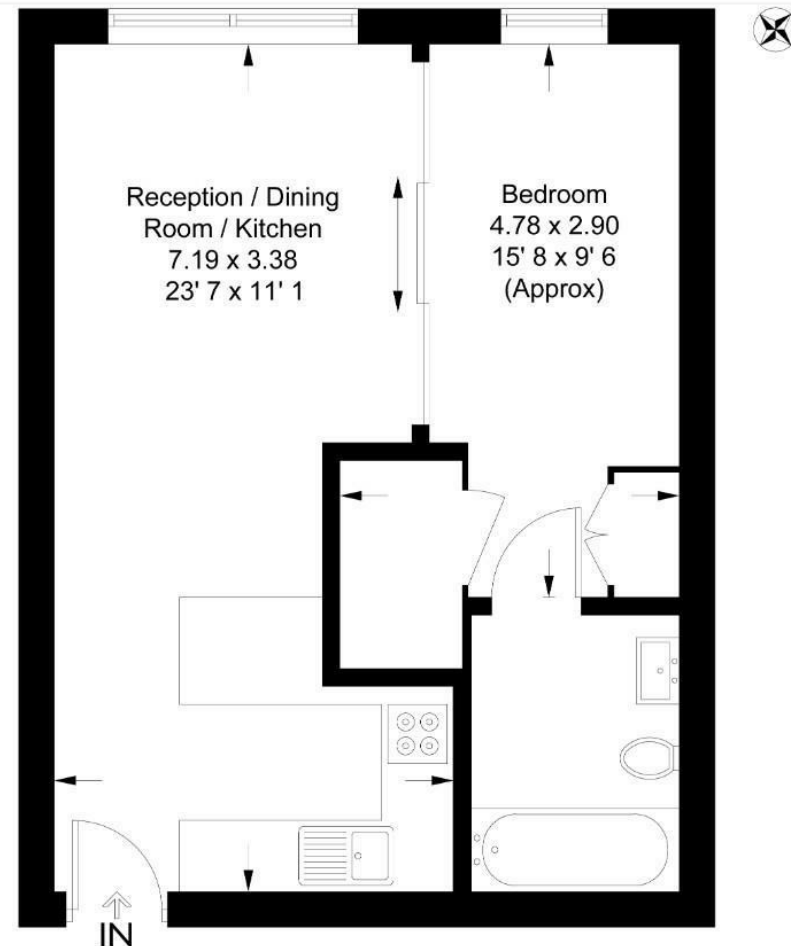 Reception / Dining
Room / Kitchen
7.19 x 3.38
23' 7 x 11' 1
Bedroom
4.78 x 2.90
15' 8 x 9' 6
(Approx)
IN